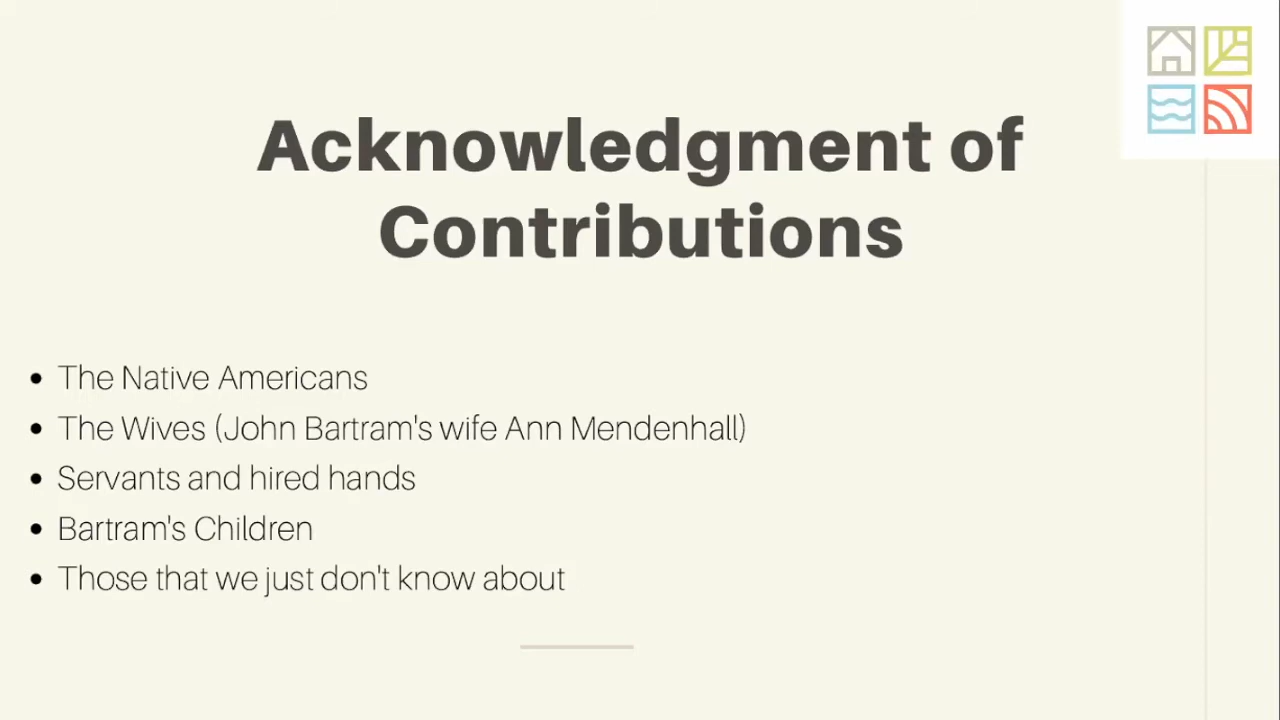 Acknowledgment of
Contributions
• The Native Americans
• The Wives (John Bartram's wife Ann Mendenhall)
• Servants and hired hands
• Bartram's Children
• Those that we just don't know about